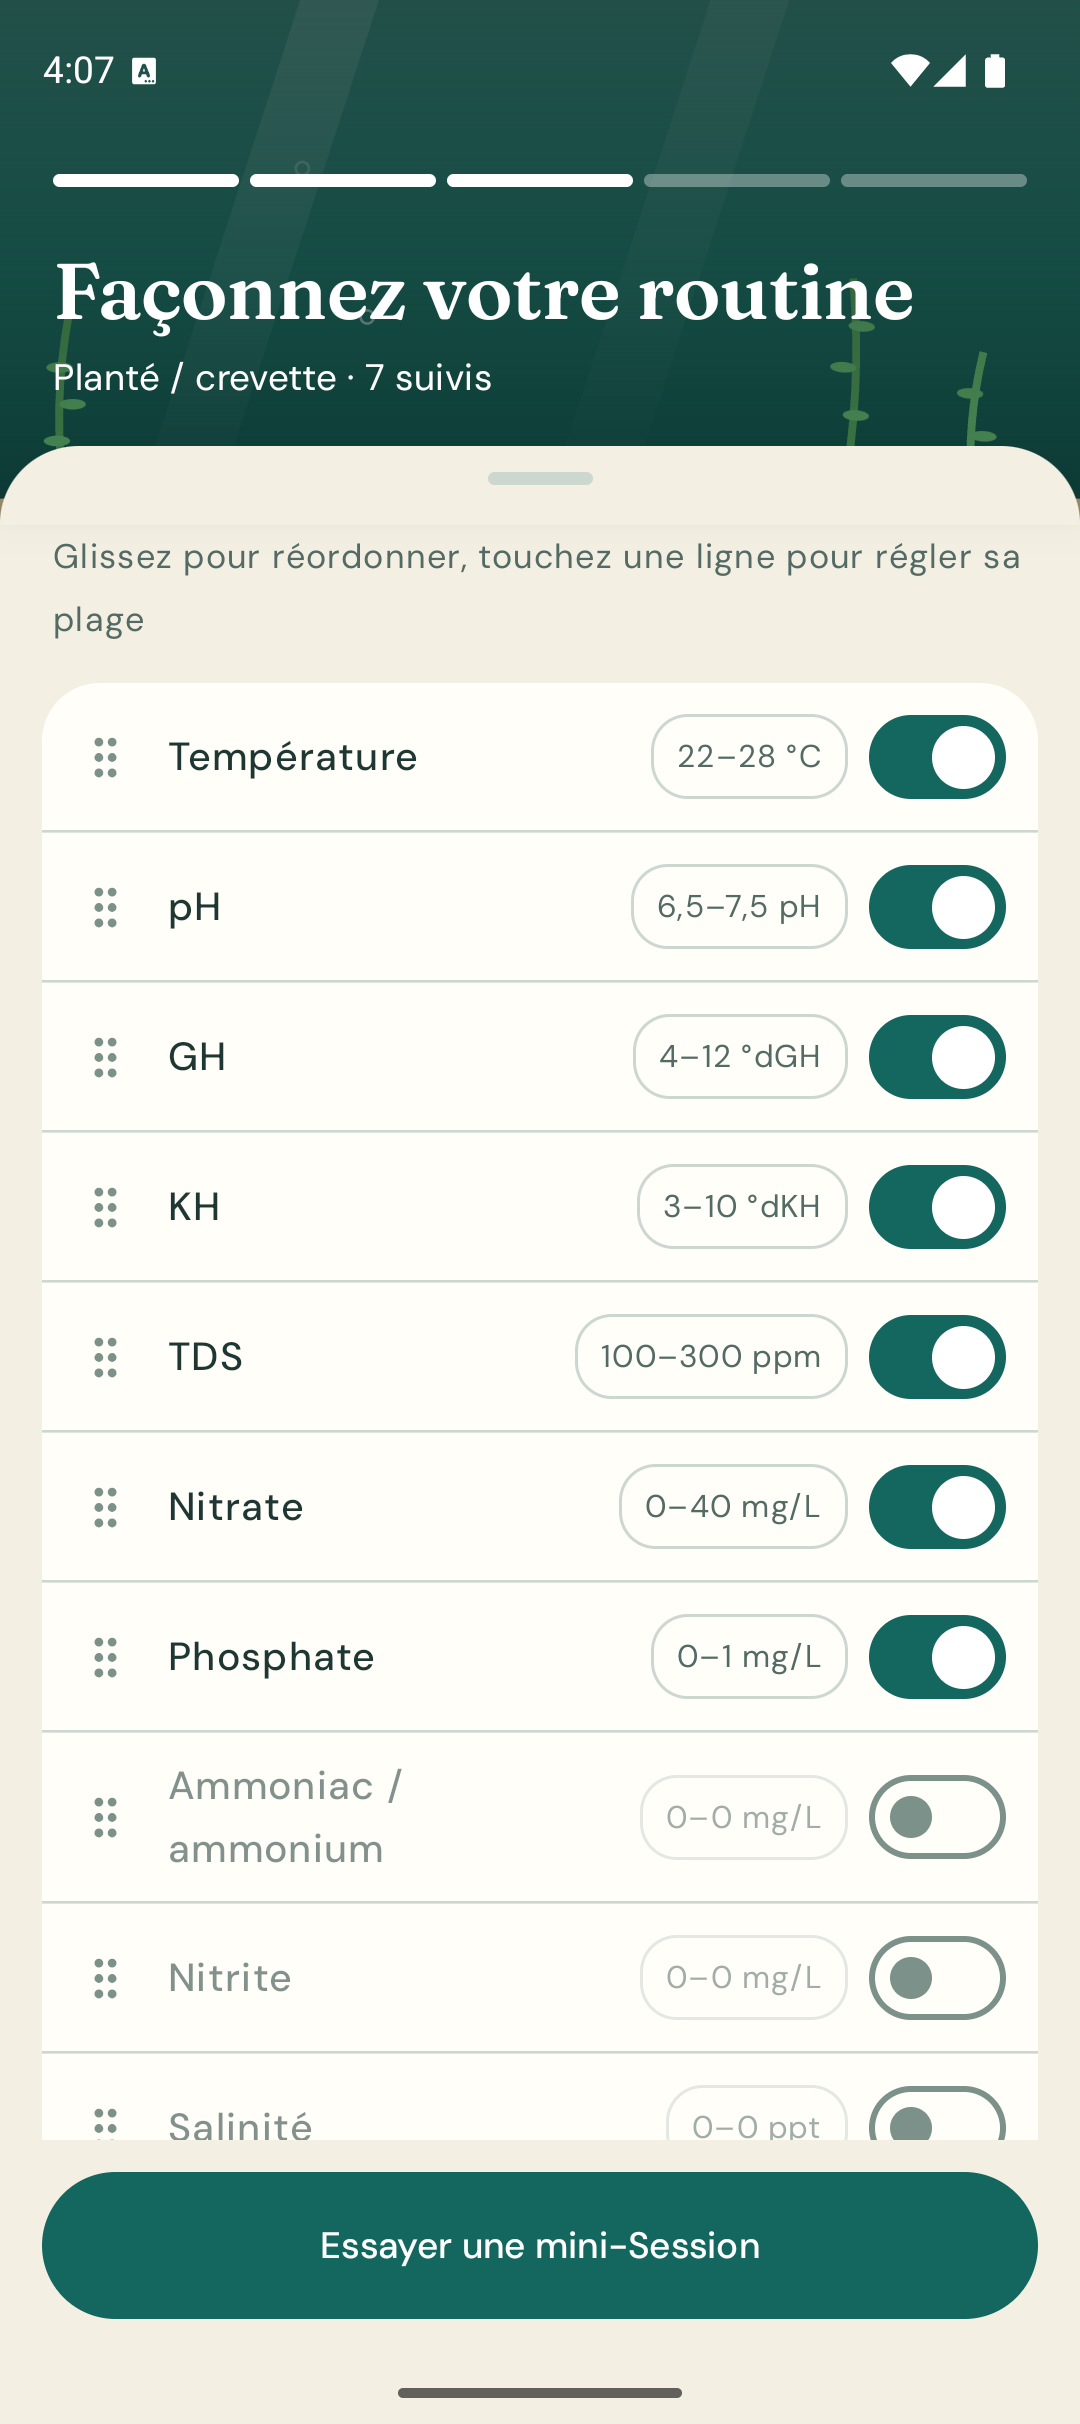 4:07
Façonnez votre routine
Planté / crevette · 7 suivis
Glissez pour réordonner, touchez une ligne pour régler sa
plage
Température 22–28 °C
pH 6,5–7,5 pH
GH 4–12 °dGH
KH 3–10 °dKH
TDS 100–300 ppm
Nitrate 0–40 mg/L
Phosphate 0–1 mg/L
Ammoniac /
ammonium 0–0 mg/L
Nitrite 0–0 mg/L
Salinité 0–0 ppt
Essayer une mini-Session